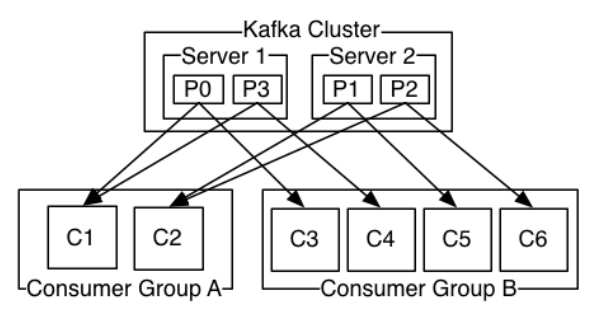 Kafka Cluster
Server 1 Server 2
P0 P3 P1 P2
C1 C2 C3 C4 C5 C6
Consumer Group A Consumer Group B